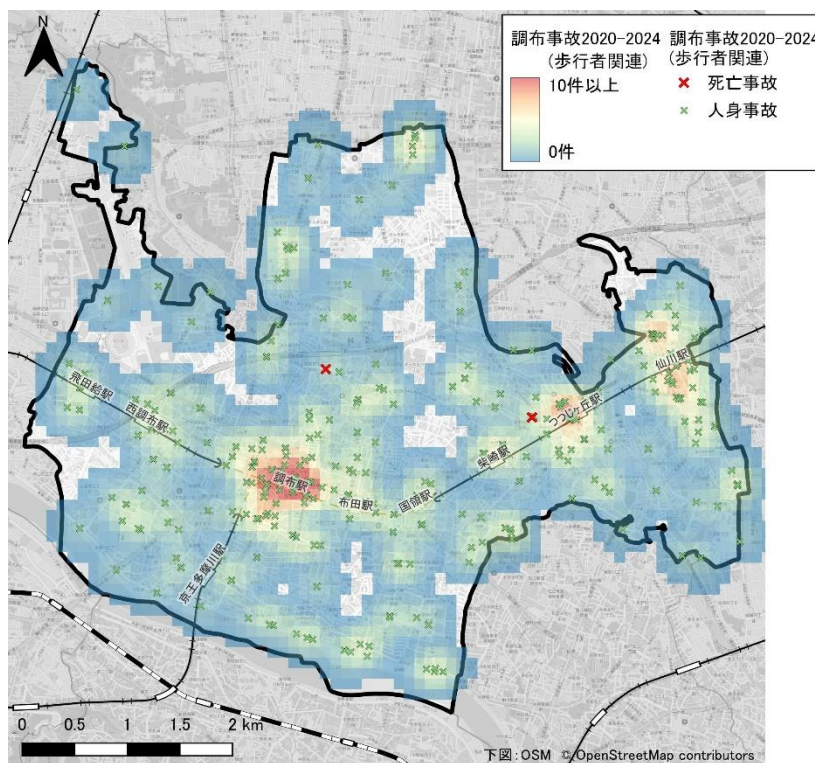 N
調布事故2020-2024
(歩行者関連)
10件以上
0件
調布事故2020-2024
(歩行者関連)
死亡事故
人身事故
飛田給駅
西調布駅
調布駅
布田駅
国領駅
柴崎駅
つつじヶ丘駅
仙川駅
京王多摩川駅
0 0.5 1 1.5 2 km
下図:OSM © OpenStreetMap contributors